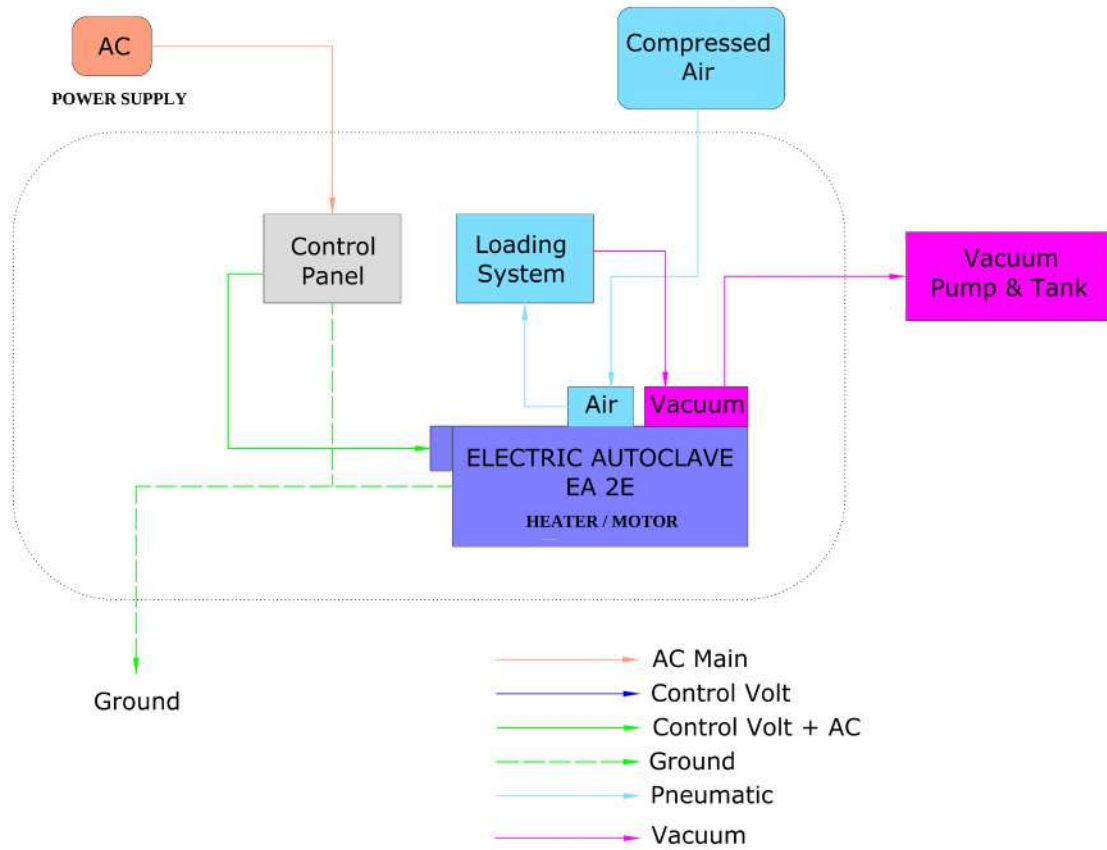 AC
POWER SUPPLY
Compressed
Air
Control
Panel
Loading
System
Vacuum
Pump & Tank
Air
Vacuum
ELECTRIC AUTOCLAVE
EA 2E
HEATER / MOTOR
Ground
AC Main
Control Volt
Control Volt + AC
Ground
Pneumatic
Vacuum